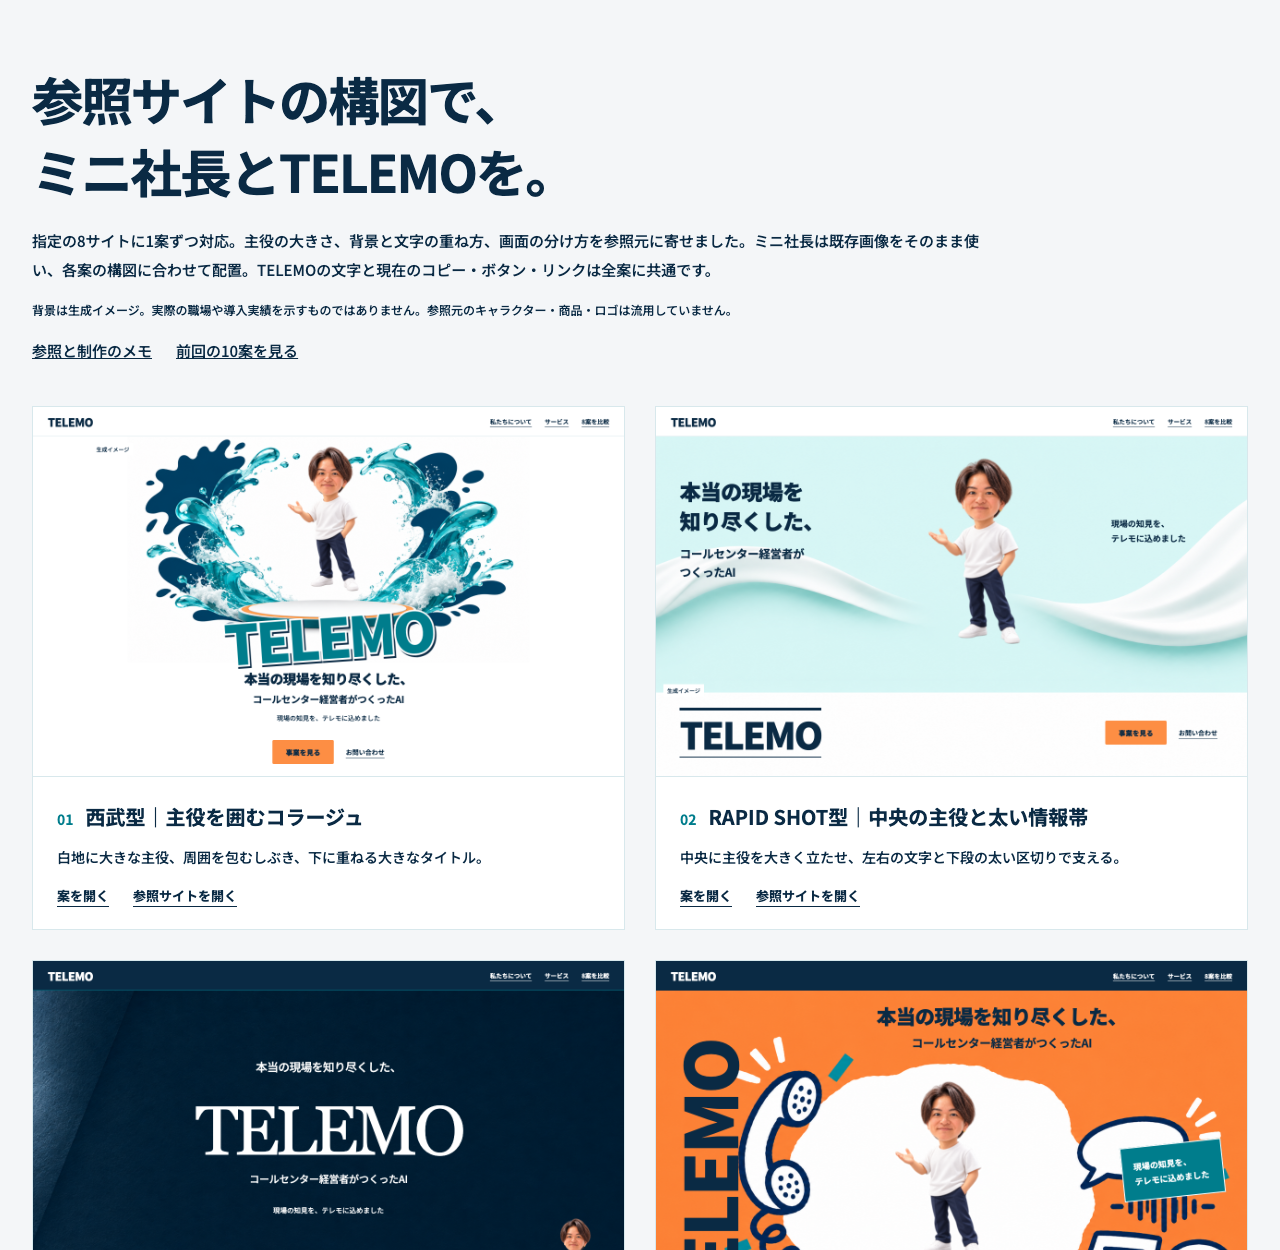 参照サイトの構図で、
ミニ社長とTELEMOを。
指定の8サイトに1案ずつ対応。主役の大きさ、背景と文字の重ね方、画面の分け方を参照元に寄せました。ミニ社長は既存画像をそのまま使
い、各案の構図に合わせて配置。TELEMOの文字と現在のコピー・ボタン・リンクは全案に共通です。
背景は生成イメージ。実際の職場や導入実績を示すものではありません。参照元のキャラクター・商品・ロゴは流用していません。
参照と制作のメモ 前回の10案を見る
TELEMO 私たちについて サービス 8案を比較
生成イメージ
TELEMO
本当の現場を知り尽くした、
コールセンター経営者がつくったAI
現場の知見を、テレモに込めました
事業を見る お問い合わせ
01 西武型｜主役を囲むコラージュ
白地に大きな主役、周囲を包むしぶき、下に重ねる大きなタイトル。
案を開く 参照サイトを開く
TELEMO 私たちについて サービス 8案を比較
本当の現場を
知り尽くした、
コールセンター経営者が
つくったAI
現場の知見を、
テレモに込めました
生成イメージ
TELEMO
事業を見る お問い合わせ
02 RAPID SHOT型｜中央の主役と太い情報帯
中央に主役を大きく立たせ、左右の文字と下段の太い区切りで支える。
案を開く 参照サイトを開く
TELEMO 私たちについて サービス 8案を比較
本当の現場を知り尽くした、
TELEMO
コールセンター経営者がつくったAI
現場の知見を、テレモに込めました
TELEMO 私たちについて サービス 8案を比較
本当の現場を知り尽くした、
コールセンター経営者がつくったAI
ELEMO
現場の知見を、
テレモに込めました